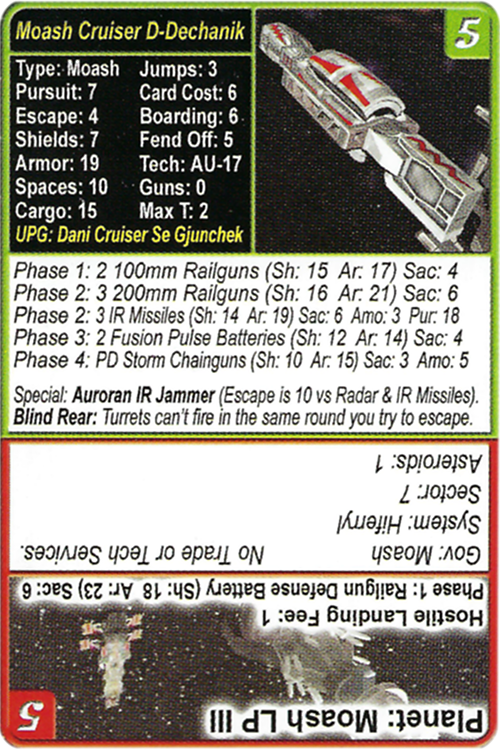 Moash Cruiser D-Dechanik
5
Type: Moash Jumps: 3
Pursuit: 7 Card Cost: 6
Escape: 4 Boarding: 6
Shields: 7 Fend Off: 5
Armor: 19 Tech: AU-17
Spaces: 10 Guns: 0
Cargo: 15 Max T: 2
UPG: Dani Cruiser Se Gjunchek
Phase 1: 2 100mm Railguns (Sh: 15 Ar: 17) Sac: 4
Phase 2: 3 200mm Railguns (Sh: 16 Ar: 21) Sac: 6
Phase 2: 3 IR Missiles (Sh: 14 Ar: 19) Sac: 6 Amo: 3 Pur: 18
Phase 3: 2 Fusion Pulse Batteries (Sh: 12 Ar: 14) Sac: 4
Phase 4: PD Storm Chainguns (Sh: 10 Ar: 15) Sac: 3 Amo: 5
Special: Auroran IR Jammer (Escape is 10 vs Radar & IR Missiles).
Blind Rear: Turrets can't fire in the same round you try to escape.
Planet: Moash LP III
5
Hostile Landing Fee: 1
Phase 1: Railgun Defense Battery (Sh: 18 Ar: 23) Sac: 6
Gov: Moash No Trade or Tech Services.
System: Hiferryl
Sector: 7
Asteroids: 1